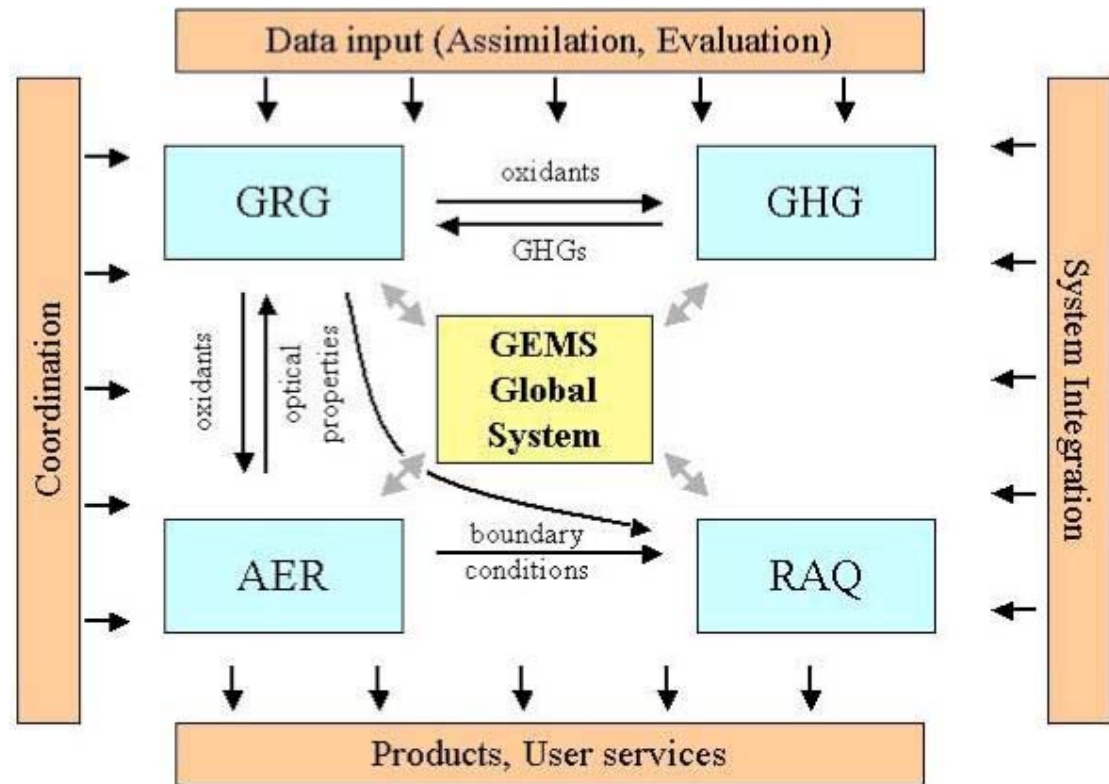 Data input (Assimilation, Evaluation)
Coordination
System Integration
GRG
oxidants
GHGs
GHG
oxidants
optical
properties
GEMS
Global
System
AER
boundary
conditions
RAQ
Products, User services